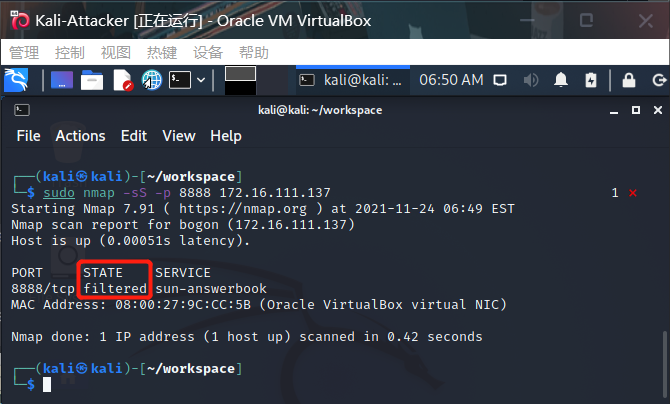 Kali-Attacker [正在运行] - Oracle VM VirtualBox
管理 控制 视图 热键 设备 帮助
kali@kali: ~/… 06:50 AM
kali@kali: ~/workspace
File Actions Edit View Help
┌──(kali㉿kali)-[~/workspace]
└─$ sudo nmap -sS -p 8888 172.16.111.137 1 ⨯
Starting Nmap 7.91 ( https://nmap.org ) at 2021-11-24 06:49 EST
Nmap scan report for bogon (172.16.111.137)
Host is up (0.00051s latency).
PORT STATE SERVICE
8888/tcp filtered sun-answerbook
MAC Address: 08:00:27:9C:CC:5B (Oracle VirtualBox virtual NIC)
Nmap done: 1 IP address (1 host up) scanned in 0.42 seconds
┌──(kali㉿kali)-[~/workspace]
└─$